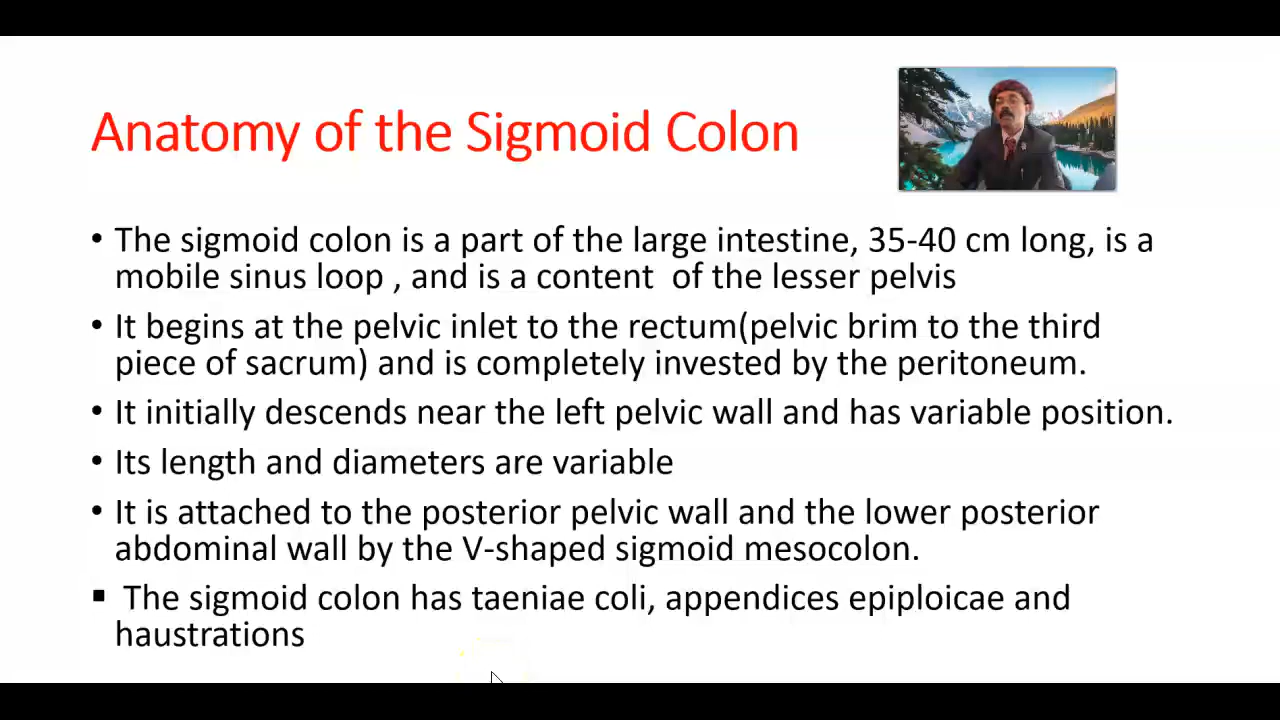 Anatomy of the Sigmoid Colon
• The sigmoid colon is a part of the large intestine, 35-40 cm long, is a
mobile sinus loop , and is a content of the lesser pelvis
• It begins at the pelvic inlet to the rectum(pelvic brim to the third
piece of sacrum) and is completely invested by the peritoneum.
• It initially descends near the left pelvic wall and has variable position.
• Its length and diameters are variable
• It is attached to the posterior pelvic wall and the lower posterior
abdominal wall by the V-shaped sigmoid mesocolon.
▪ The sigmoid colon has taeniae coli, appendices epiploicae and
haustrations